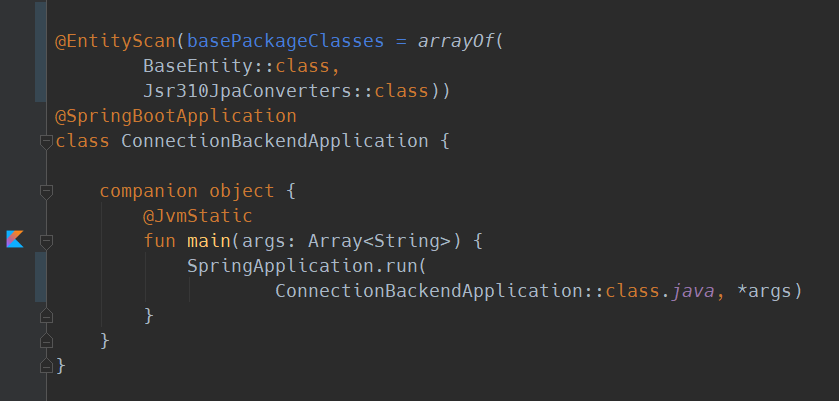 @EntityScan(basePackageClasses = arrayOf(
        BaseEntity::class,
        Jsr310JpaConverters::class))
@SpringBootApplication
class ConnectionBackendApplication {
    companion object {
        @JvmStatic
        fun main(args: Array<String>) {
            SpringApplication.run(
                    ConnectionBackendApplication::class.java, *args)
        }
    }
}